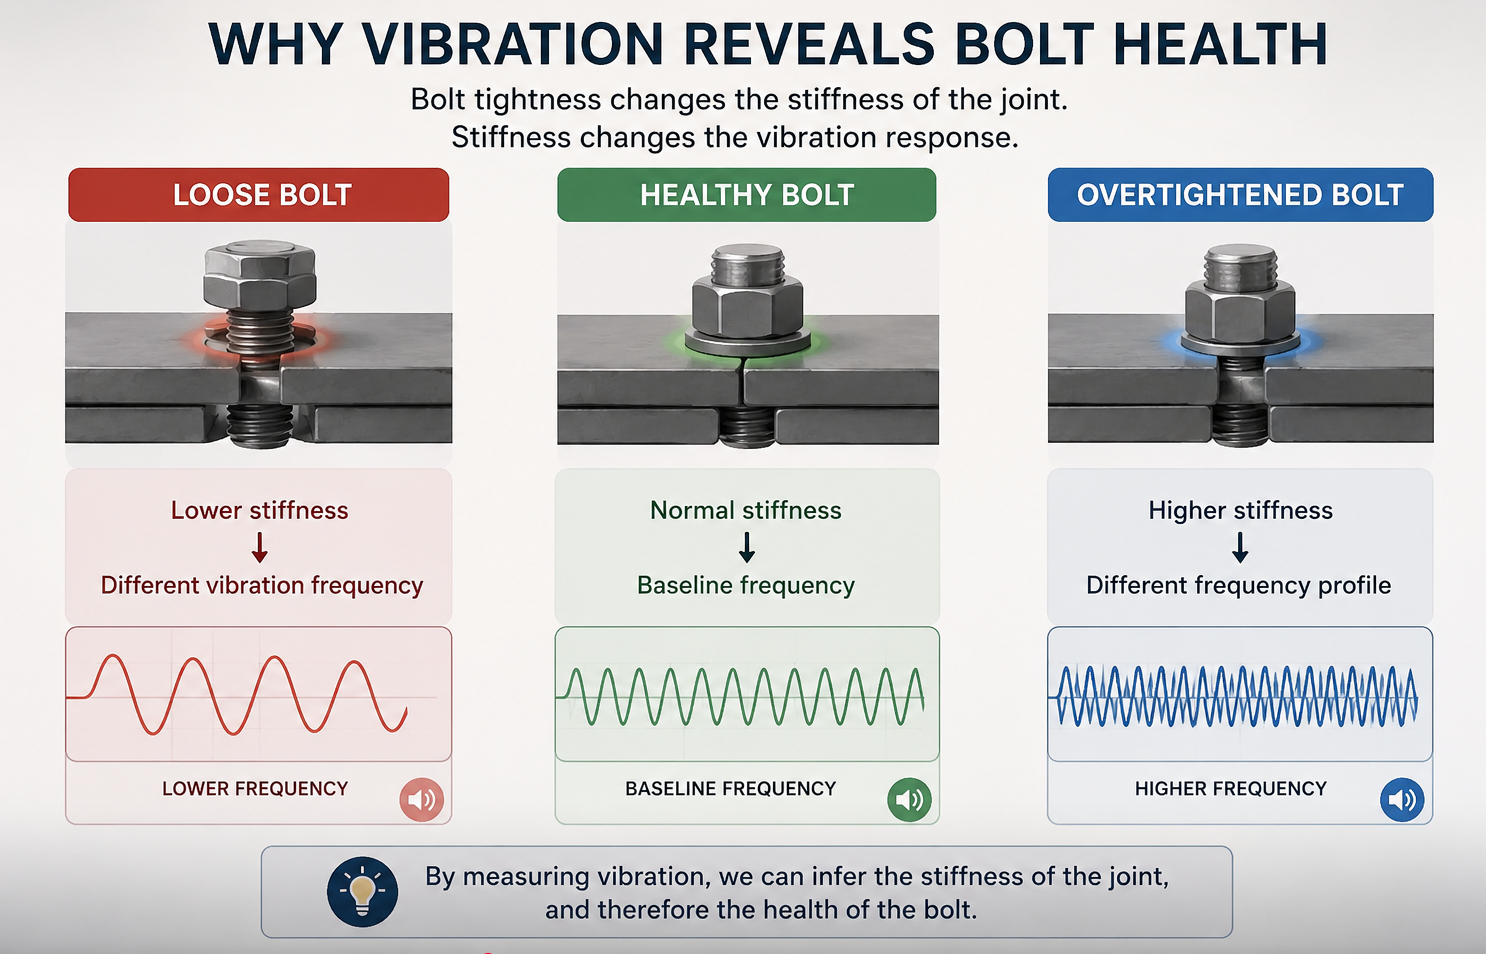 WHY VIBRATION REVEALS BOLT HEALTH
Bolt tightness changes the stiffness of the joint.
Stiffness changes the vibration response.
LOOSE BOLT
Lower stiffness
Different vibration frequency
LOWER FREQUENCY
HEALTHY BOLT
Normal stiffness
Baseline frequency
BASELINE FREQUENCY
OVERTIGHTENED BOLT
Higher stiffness
Different frequency profile
HIGHER FREQUENCY
By measuring vibration, we can infer the stiffness of the joint,
and therefore the health of the bolt.